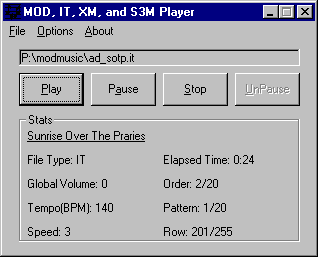 MOD, IT, XM, and S3M Player
File Options About
P:\modmusic\ad_sotp.it
Play Pause Stop UnPause
Stats
Sunrise Over The Praries
File Type: IT Elapsed Time: 0:24
Global Volume: 0 Order: 2/20
Tempo(BPM): 140 Pattern: 1/20
Speed: 3 Row: 201/255